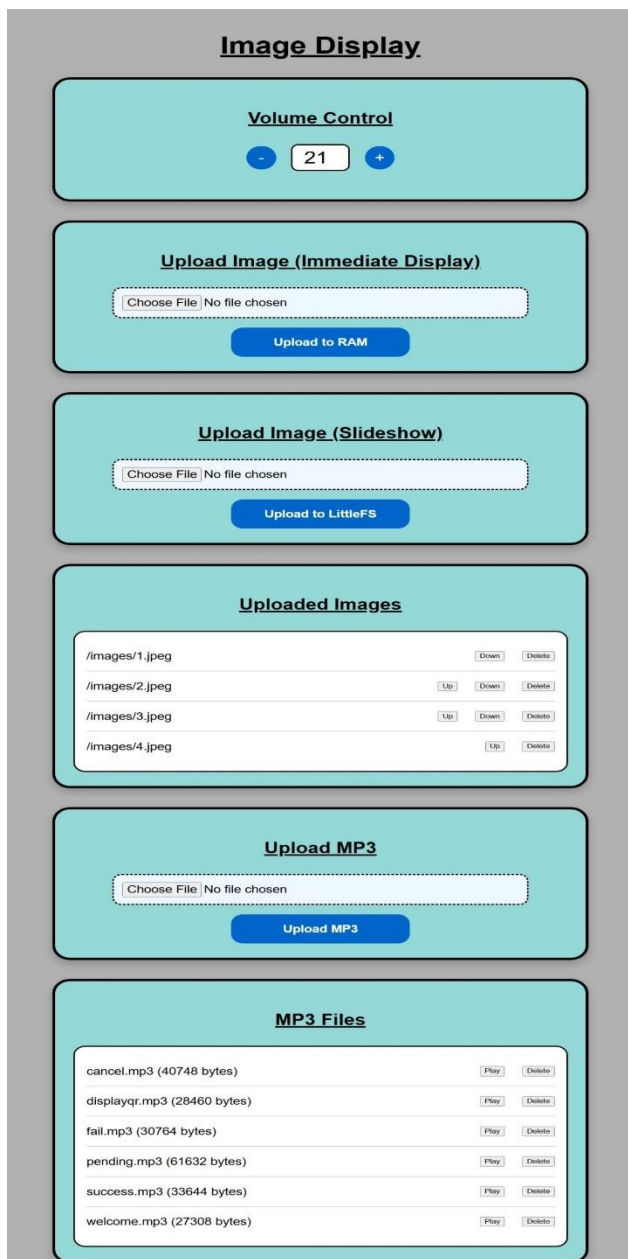 Image Display
Volume Control
- 21 +
Upload Image (Immediate Display)
Choose File No file chosen
Upload to RAM
Upload Image (Slideshow)
Choose File No file chosen
Upload to LittleFS
Uploaded Images
/images/1.jpeg Down Delete
/images/2.jpeg Up Down Delete
/images/3.jpeg Up Down Delete
/images/4.jpeg Up Delete
Upload MP3
Choose File No file chosen
Upload MP3
MP3 Files
cancel.mp3 (40748 bytes) Play Delete
displayqr.mp3 (28460 bytes) Play Delete
fail.mp3 (30764 bytes) Play Delete
pending.mp3 (61632 bytes) Play Delete
success.mp3 (33644 bytes) Play Delete
welcome.mp3 (27308 bytes) Play Delete